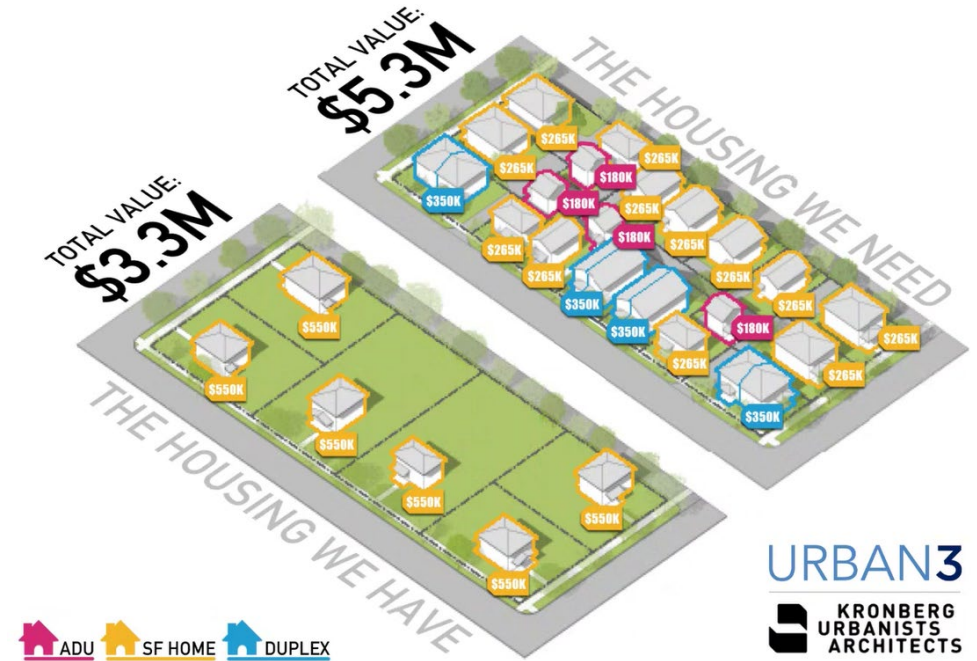 TOTAL VALUE:
$5.3M
THE HOUSING WE NEED
$265K
$265K
$265K
$350K
$180K
$180K
$265K
$265K
$180K
$265K
$265K
$265K
$350K
$265K
$350K
$180K
$265K
$265K
$265K
$350K
TOTAL VALUE:
$3.3M
THE HOUSING WE HAVE
$550K
$550K
$550K
$550K
$550K
$550K
ADU
SF HOME
DUPLEX
URBAN3
KRONBERG
URBANISTS
ARCHITECTS